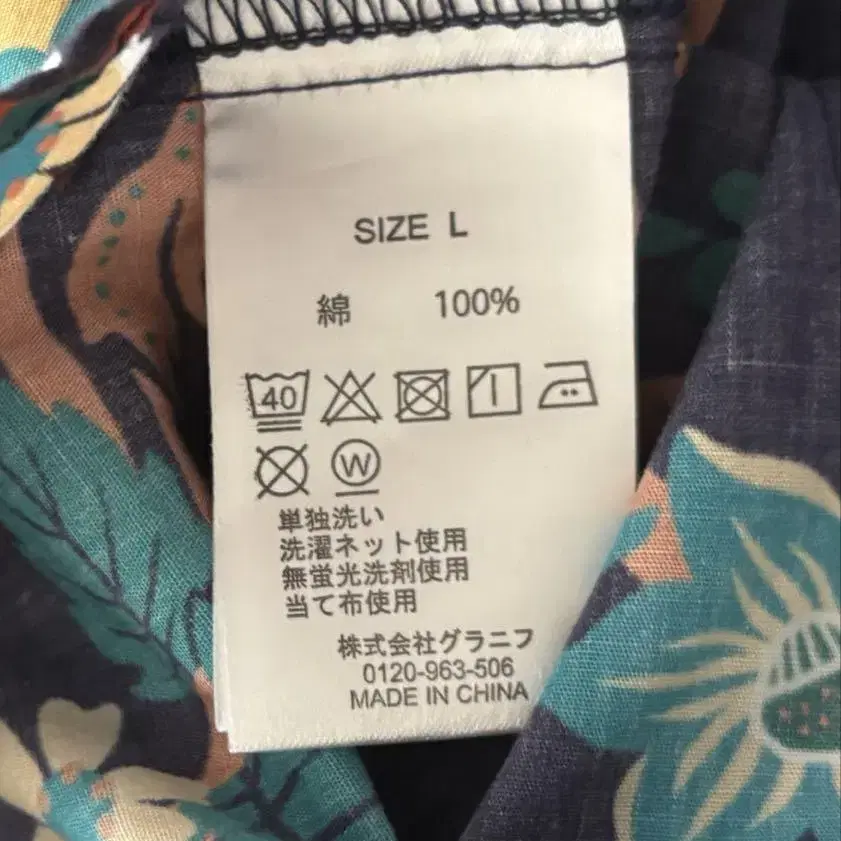 SIZE L
綿 100%
40
W
単独洗い
洗濯ネット使用
無蛍光洗剤使用
当て布使用
株式会社グラニフ
0120-963-506
MADE IN CHINA